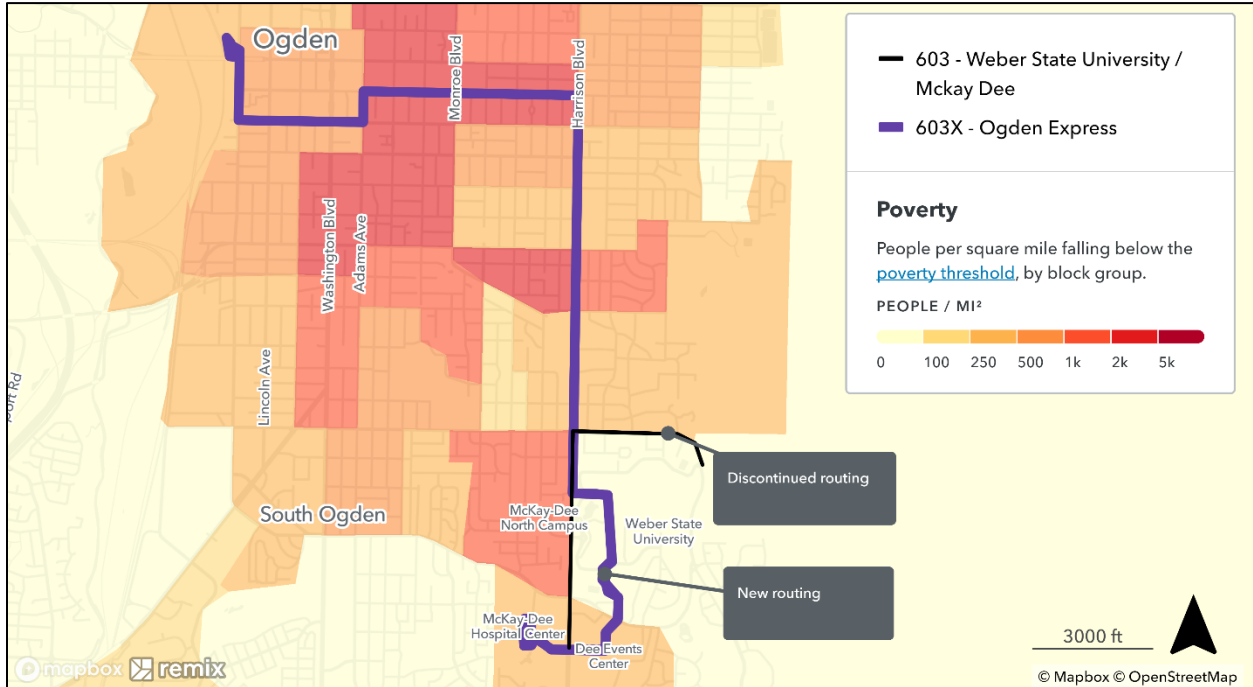 Ogden
Monroe Blvd
Harrison Blvd
Washington Blvd
Adams Ave
Lincoln Ave
South Ogden
McKay-Dee
North Campus
Weber State
University
McKay-Dee
Hospital Center
Dee Events
Center
Discontinued routing
New routing
603 - Weber State University /
Mckay Dee
603X - Ogden Express
Poverty
People per square mile falling below the
poverty threshold, by block group.
PEOPLE / MI²
0 100 250 500 1k 2k 5k
3000 ft
mapbox remix
© Mapbox © OpenStreetMap